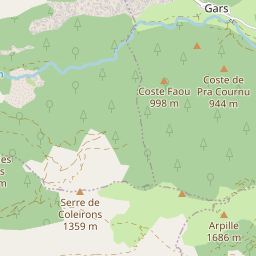 Gars
Coste Faou
998 m
Coste de
Pra Cournu
944 m
Serre de
Coleirons
1359 m
Arpille
1686 m